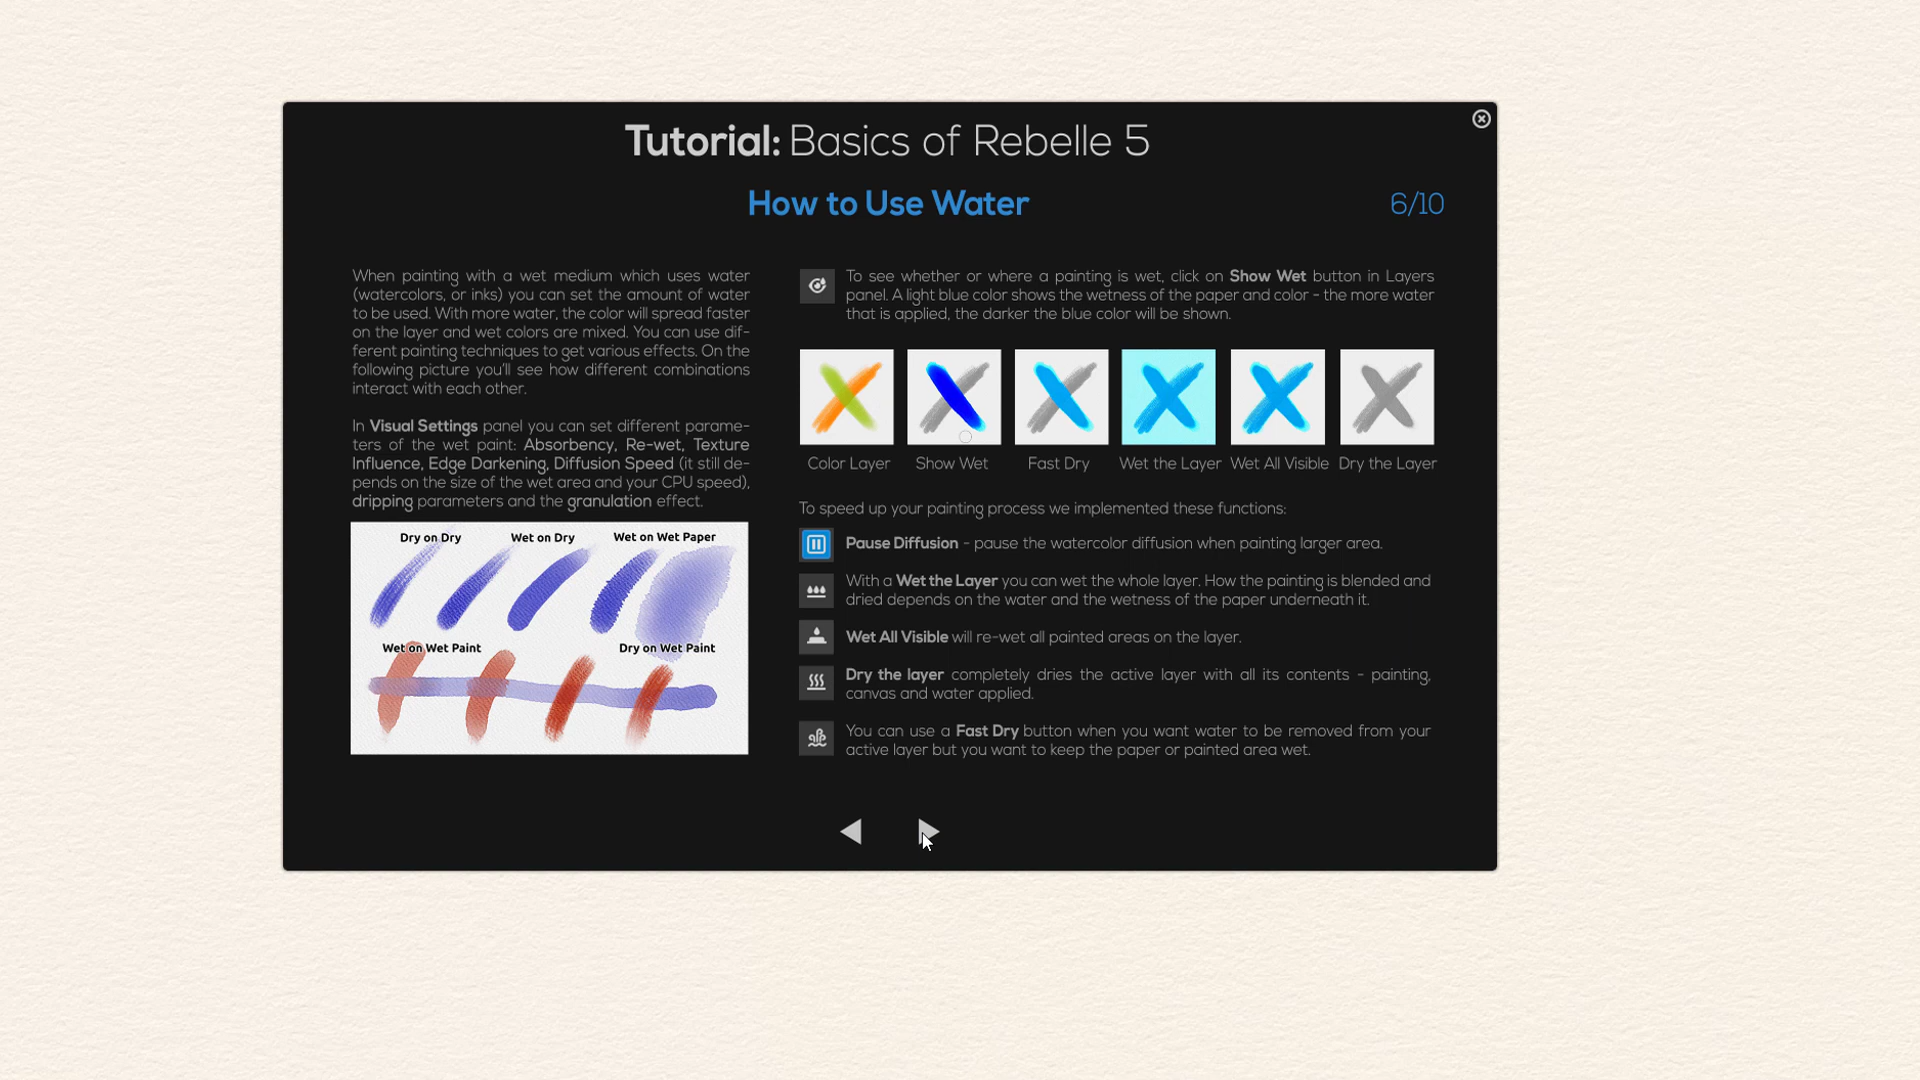 Tutorial: Basics of Rebelle 5
How to Use Water
6/10
When painting with a wet medium which uses water
(watercolors, or inks) you can set the amount of water
to be used. With more water, the color will spread faster
on the layer and wet colors are mixed. You can use dif-
ferent painting techniques to get various effects. On the
following picture you'll see how different combinations
interact with each other.
In Visual Settings panel you can set different parame-
ters of the wet paint: Absorbency, Re-wet, Texture
Influence, Edge Darkening, Diffusion Speed (it still de-
pends on the size of the wet area and your CPU speed),
dripping parameters and the granulation effect.
Dry on Dry
Wet on Dry
Wet on Wet Paper
Wet on Wet Paint
Dry on Wet Paint
To see whether or where a painting is wet, click on Show Wet button in Layers
panel. A light blue color shows the wetness of the paper and color - the more water
that is applied, the darker the blue color will be shown.
Color Layer
Show Wet
Fast Dry
Wet the Layer
Wet All Visible
Dry the Layer
To speed up your painting process we implemented these functions:
Pause Diffusion - pause the watercolor diffusion when painting larger area.
With a Wet the Layer you can wet the whole layer. How the painting is blended and
dried depends on the water and the wetness of the paper underneath it.
Wet All Visible will re-wet all painted areas on the layer.
Dry the layer completely dries the active layer with all its contents - painting,
canvas and water applied.
You can use a Fast Dry button when you want water to be removed from your
active layer but you want to keep the paper or painted area wet.